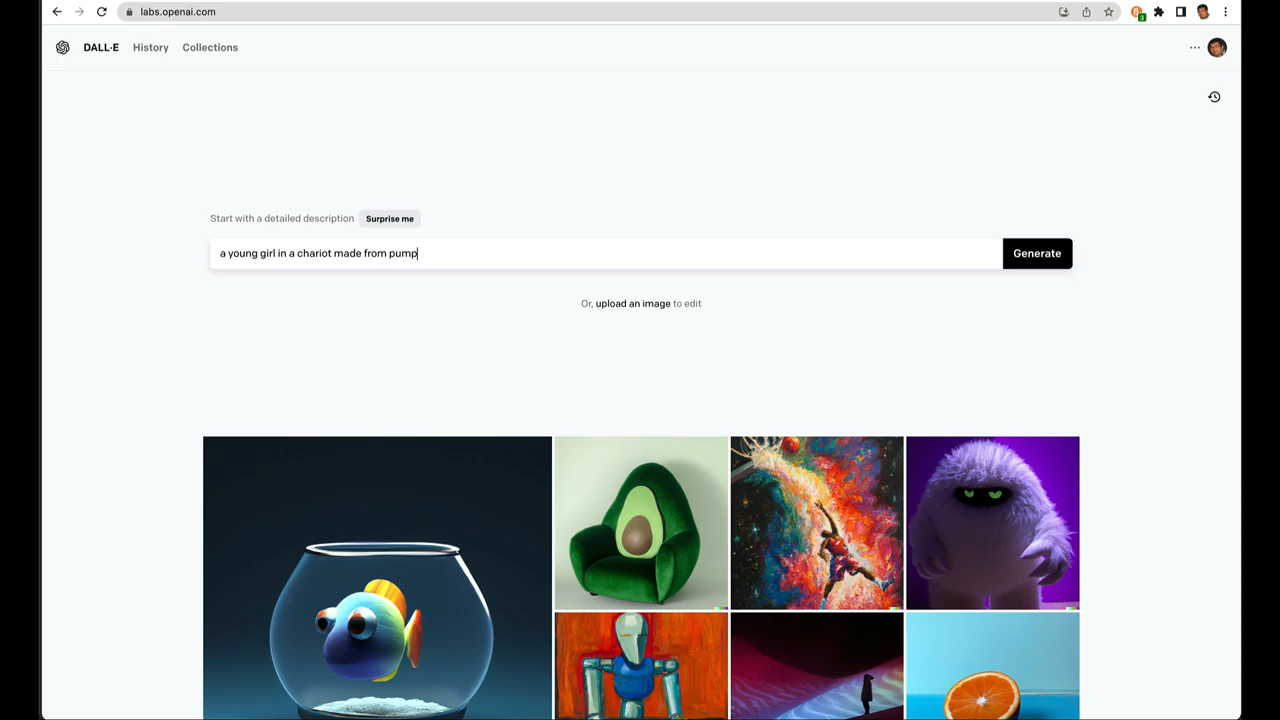 labs.openai.com
DALL·E History Collections
Start with a detailed description Surprise me
a young girl in a chariot made from pump
Generate
Or, upload an image to edit